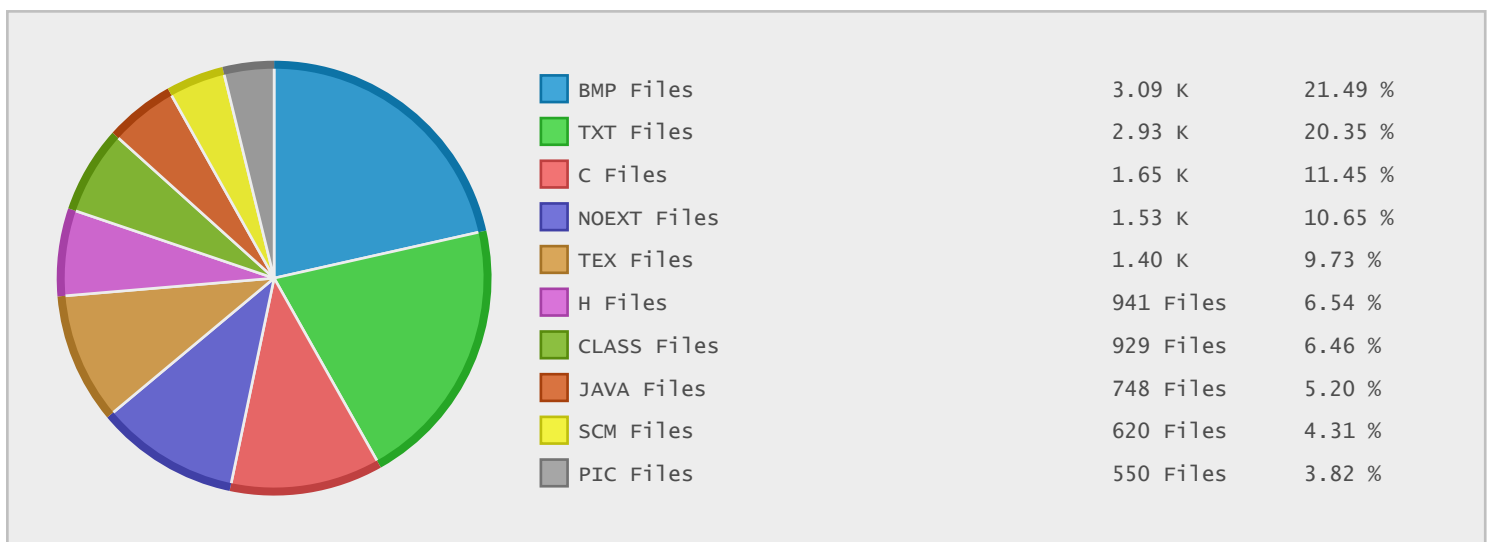 BMP Files 3.09 K 21.49 %
TXT Files 2.93 K 20.35 %
C Files 1.65 K 11.45 %
NOEXT Files 1.53 K 10.65 %
TEX Files 1.40 K 9.73 %
H Files 941 Files 6.54 %
CLASS Files 929 Files 6.46 %
JAVA Files 748 Files 5.20 %
SCM Files 620 Files 4.31 %
PIC Files 550 Files 3.82 %